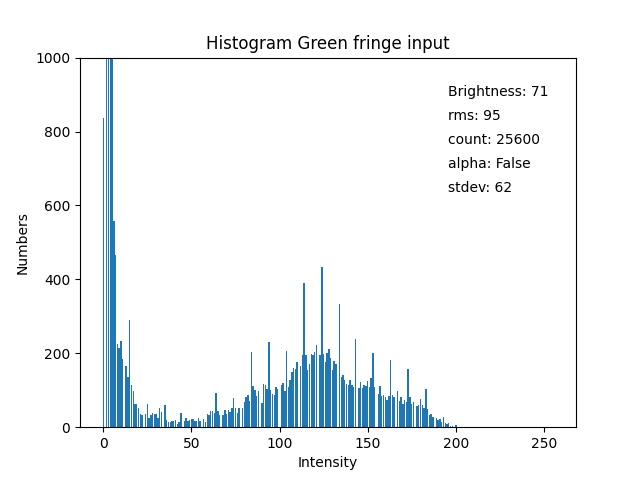 Histogram Green fringe input
1000
800
600
400
200
0
Numbers
Brightness: 71
rms: 95
count: 25600
alpha: False
stdev: 62
0 50 100 150 200 250
Intensity